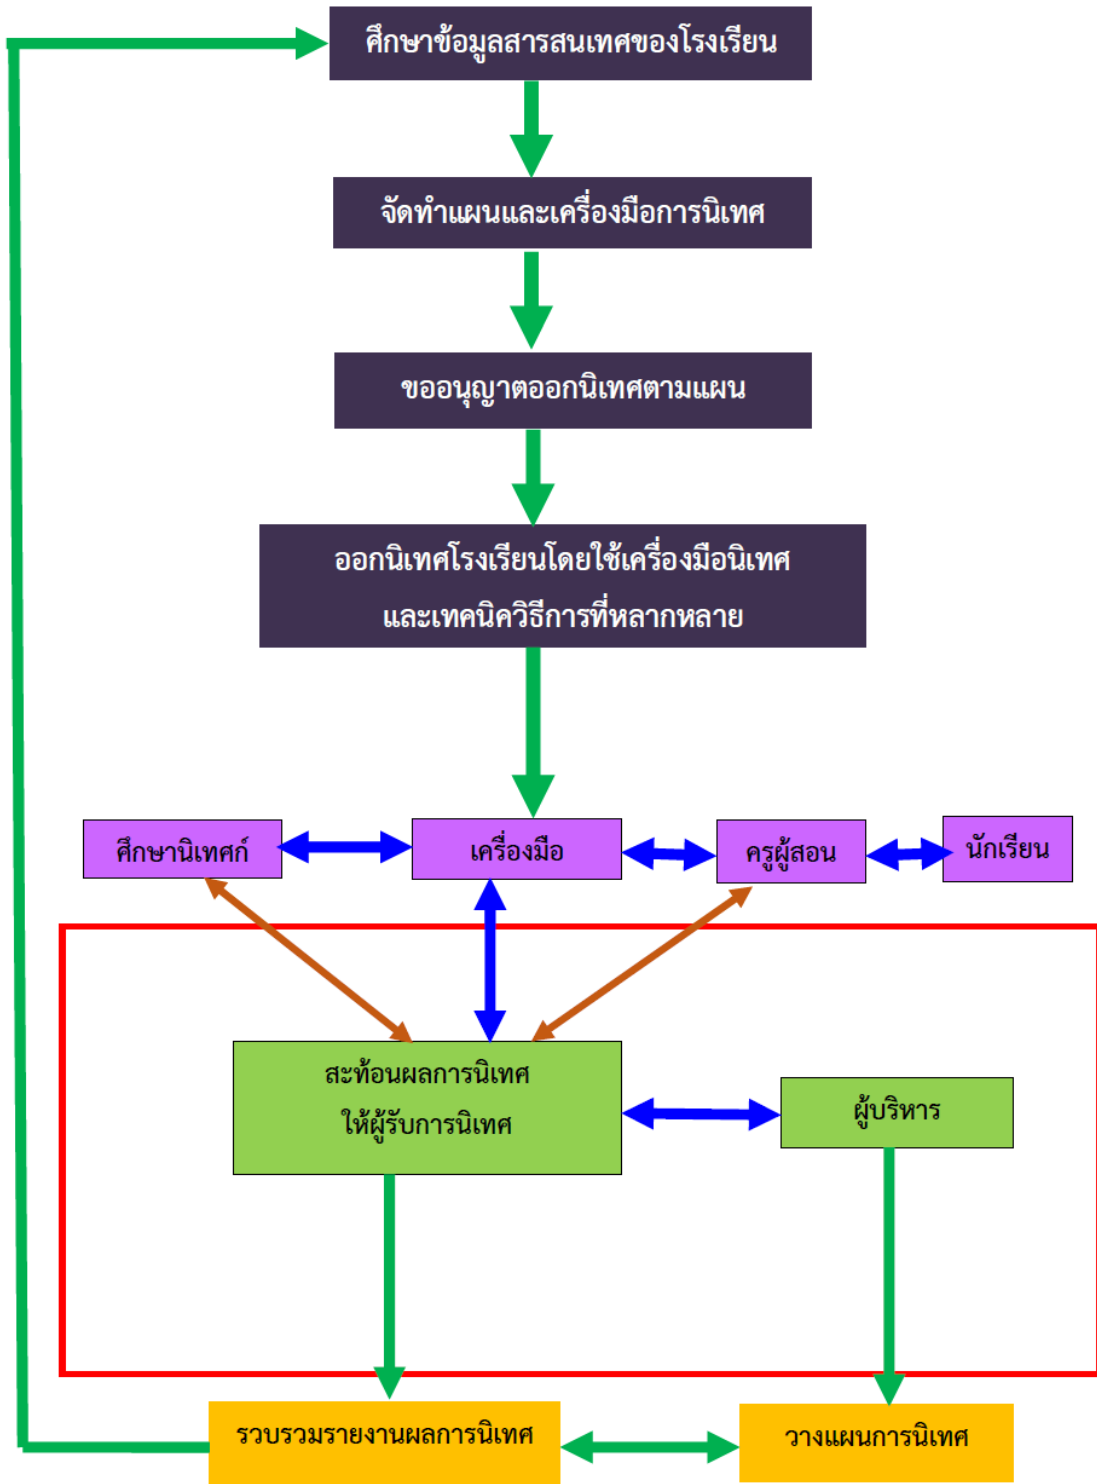 ศึกษาข้อมูลสารสนเทศของโรงเรียน
จัดทำแผนและเครื่องมือการนิเทศ
ขออนุญาตออกนิเทศตามแผน
ออกนิเทศโรงเรียนโดยใช้เครื่องมือนิเทศ
และเทคนิควิธีการที่หลากหลาย
ศึกษานิเทศก์
เครื่องมือ
ครูผู้สอน
นักเรียน
สะท้อนผลการนิเทศ
ให้ผู้รับการนิเทศ
ผู้บริหาร
รวบรวมรายงานผลการนิเทศ
วางแผนการนิเทศ